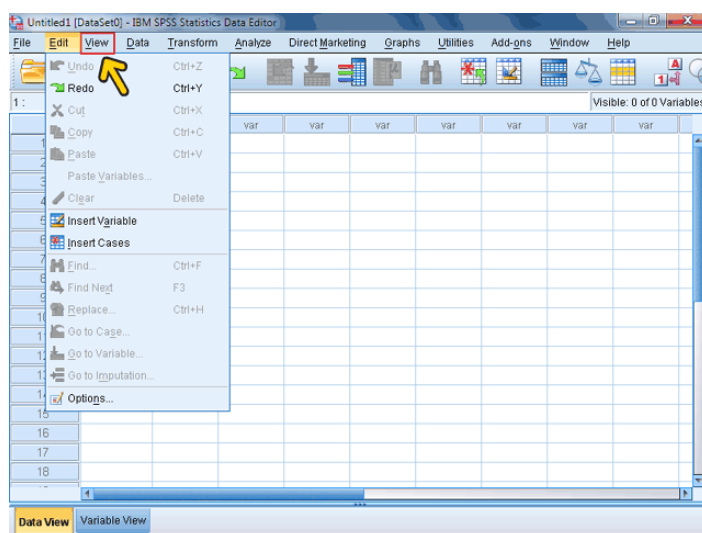 Untitled1 [DataSet0] - IBM SPSS Statistics Data Editor
File Edit View Data Transform Analyze Direct Marketing Graphs Utilities Add-ons Window Help
1 :
Visible: 0 of 0 Variables
var var var var var var var
Undo Ctrl+Z
Redo Ctrl+Y
Cut Ctrl+X
Copy Ctrl+C
Paste Ctrl+V
Paste Variables...
Clear Delete
Insert Variable
Insert Cases
Find... Ctrl+F
Find Next F3
Replace... Ctrl+H
Go to Case...
Go to Variable...
Go to Imputation...
Options...
15
16
17
18
Data View Variable View